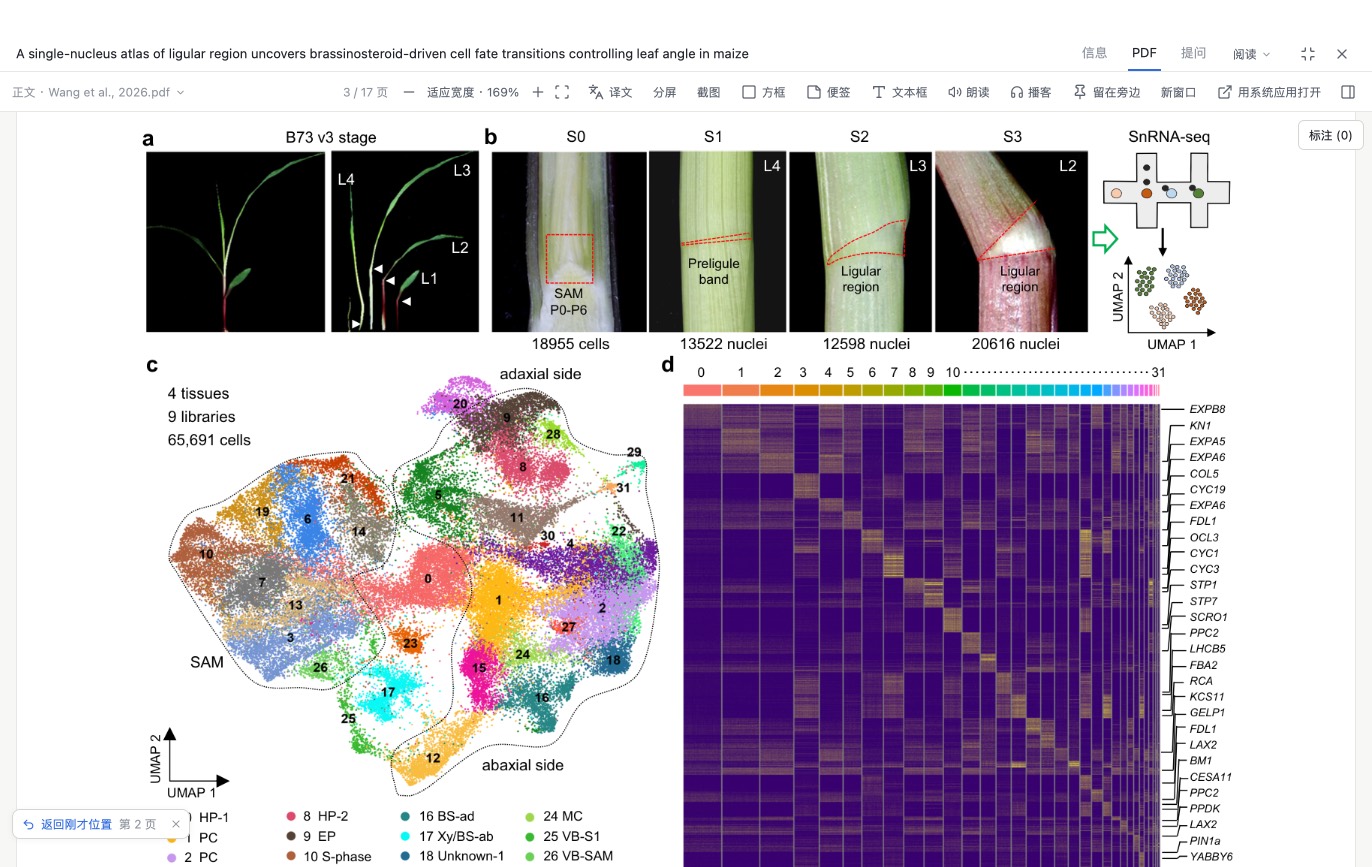 A single-nucleus atlas of ligular region uncovers brassinosteroid-driven cell fate transitions controlling leaf angle in maize
信息 PDF 提问 阅读
正文 · Wang et al., 2026.pdf
3 / 17 页 适应宽度 · 169% 译文 分屏 截图 方框 便签 文本框 朗读 播客 留在旁边 新窗口 用系统应用打开
标注 (0)
a B73 v3 stage
L4 L3 L2 L1
b S0 S1 S2 S3 SnRNA-seq
L4 L3 L2
SAM
P0-P6
Preligule
band
Ligular
region
Ligular
region
18955 cells 13522 nuclei 12598 nuclei 20616 nuclei
UMAP 2
UMAP 1
c
4 tissues
9 libraries
65,691 cells
adaxial side
20
9
28
8
29
31
5
11
30
4
22
21
19
6
14
10
7
0
1
2
13
27
3
23
24
15
18
SAM
26
17
16
25
12
abaxial side
UMAP 2
UMAP 1
返回刚才位置 第 2 页
HP-1
1 PC
2 PC
8 HP-2
9 EP
10 S-phase
16 BS-ad
17 Xy/BS-ab
18 Unknown-1
24 MC
25 VB-S1
26 VB-SAM
d
0 1 2 3 4 5 6 7 8 9 10 31
EXPB8
KN1
EXPA5
EXPA6
COL5
CYC19
EXPA6
FDL1
OCL3
CYC1
CYC3
STP1
STP7
SCRO1
PPC2
LHCB5
FBA2
RCA
KCS11
GELP1
FDL1
LAX2
BM1
CESA11
PPC2
PPDK
LAX2
PIN1a
YABBY6